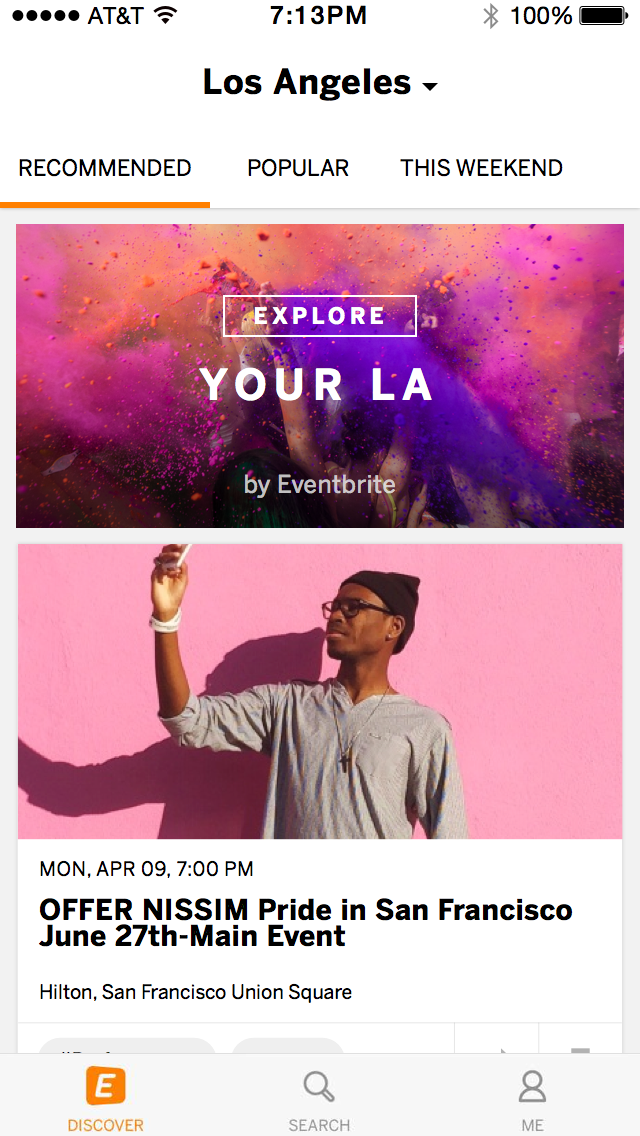 AT&T 7:13PM 100%
Los Angeles
RECOMMENDED POPULAR THIS WEEKEND
EXPLORE
YOUR LA
by Eventbrite
MON, APR 09, 7:00 PM
OFFER NISSIM Pride in San Francisco
June 27th-Main Event
Hilton, San Francisco Union Square
E
DISCOVER SEARCH ME